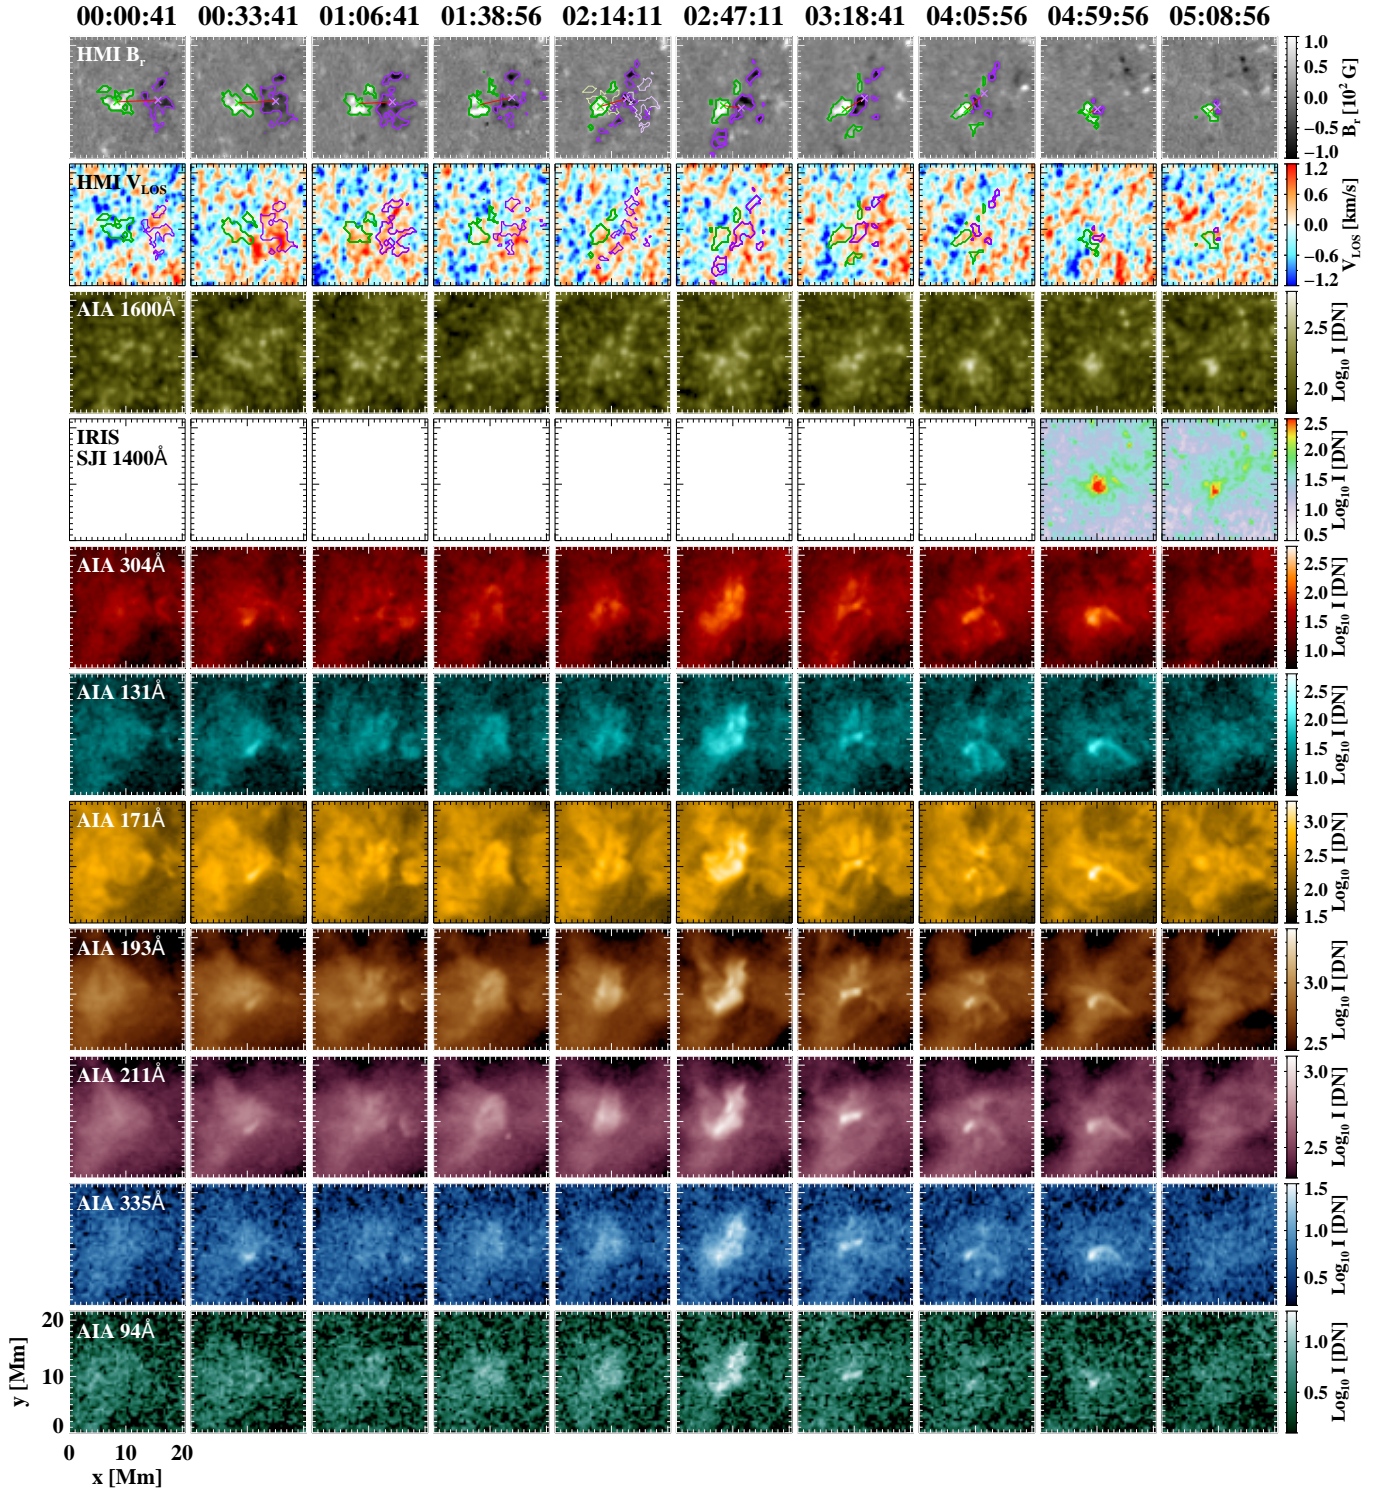 00:00:41 00:33:41 01:06:41 01:38:56 02:14:11 02:47:11 03:18:41 04:05:56 04:59:56 05:08:56
HMI Br
1.0
0.5
0.0
−0.5
−1.0
Br [10² G]
HMI VLOS
1.2
0.6
0.0
−0.6
−1.2
VLOS [km/s]
AIA 1600Å
2.5
2.0
Log₁₀ I [DN]
IRIS
SJI 1400Å
2.5
2.0
1.5
1.0
0.5
Log₁₀ I [DN]
AIA 304Å
2.5
2.0
1.5
1.0
Log₁₀ I [DN]
AIA 131Å
2.5
2.0
1.5
1.0
Log₁₀ I [DN]
AIA 171Å
3.0
2.5
2.0
1.5
Log₁₀ I [DN]
AIA 193Å
3.0
2.5
Log₁₀ I [DN]
AIA 211Å
3.0
2.5
Log₁₀ I [DN]
AIA 335Å
1.5
1.0
0.5
Log₁₀ I [DN]
AIA 94Å
1.0
0.5
Log₁₀ I [DN]
20
10
0
y [Mm]
0 10 20
x [Mm]